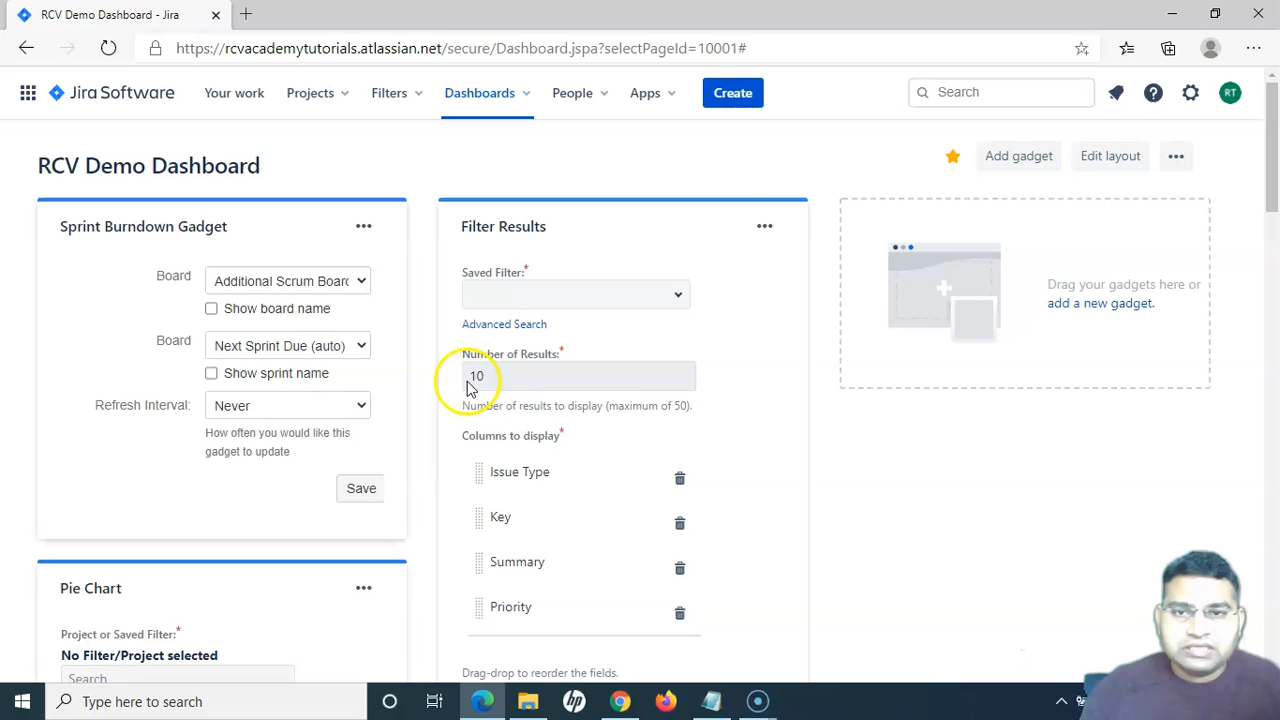 RCV Demo Dashboard - Jira
https://rcvacademytutorials.atlassian.net/secure/Dashboard.jspa?selectPageId=10001#
Jira Software
Your work
Projects
Filters
Dashboards
People
Apps
Create
Search
RT
RCV Demo Dashboard
Add gadget
Edit layout
Sprint Burndown Gadget
Board
Additional Scrum Board
Show board name
Board
Next Sprint Due (auto)
Show sprint name
Refresh Interval:
Never
How often you would like this
gadget to update
Save
Pie Chart
Project or Saved Filter:*
No Filter/Project selected
Search
Filter Results
Saved Filter:*
Advanced Search
Number of Results:*
10
Number of results to display (maximum of 50).
Columns to display*
Issue Type
Key
Summary
Priority
Drag-drop to reorder the fields.
Drag your gadgets here or
add a new gadget.
Type here to search
hp